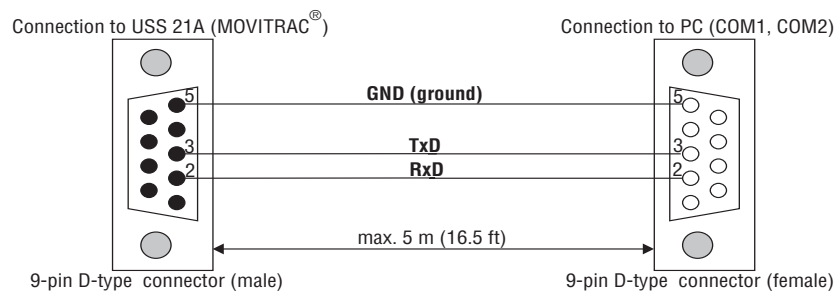 Connection to USS 21A (MOVITRAC®)
Connection to PC (COM1, COM2)
5
GND (ground)
5
3
TxD
3
2
RxD
2
max. 5 m (16.5 ft)
9-pin D-type connector (male)
9-pin D-type connector (female)